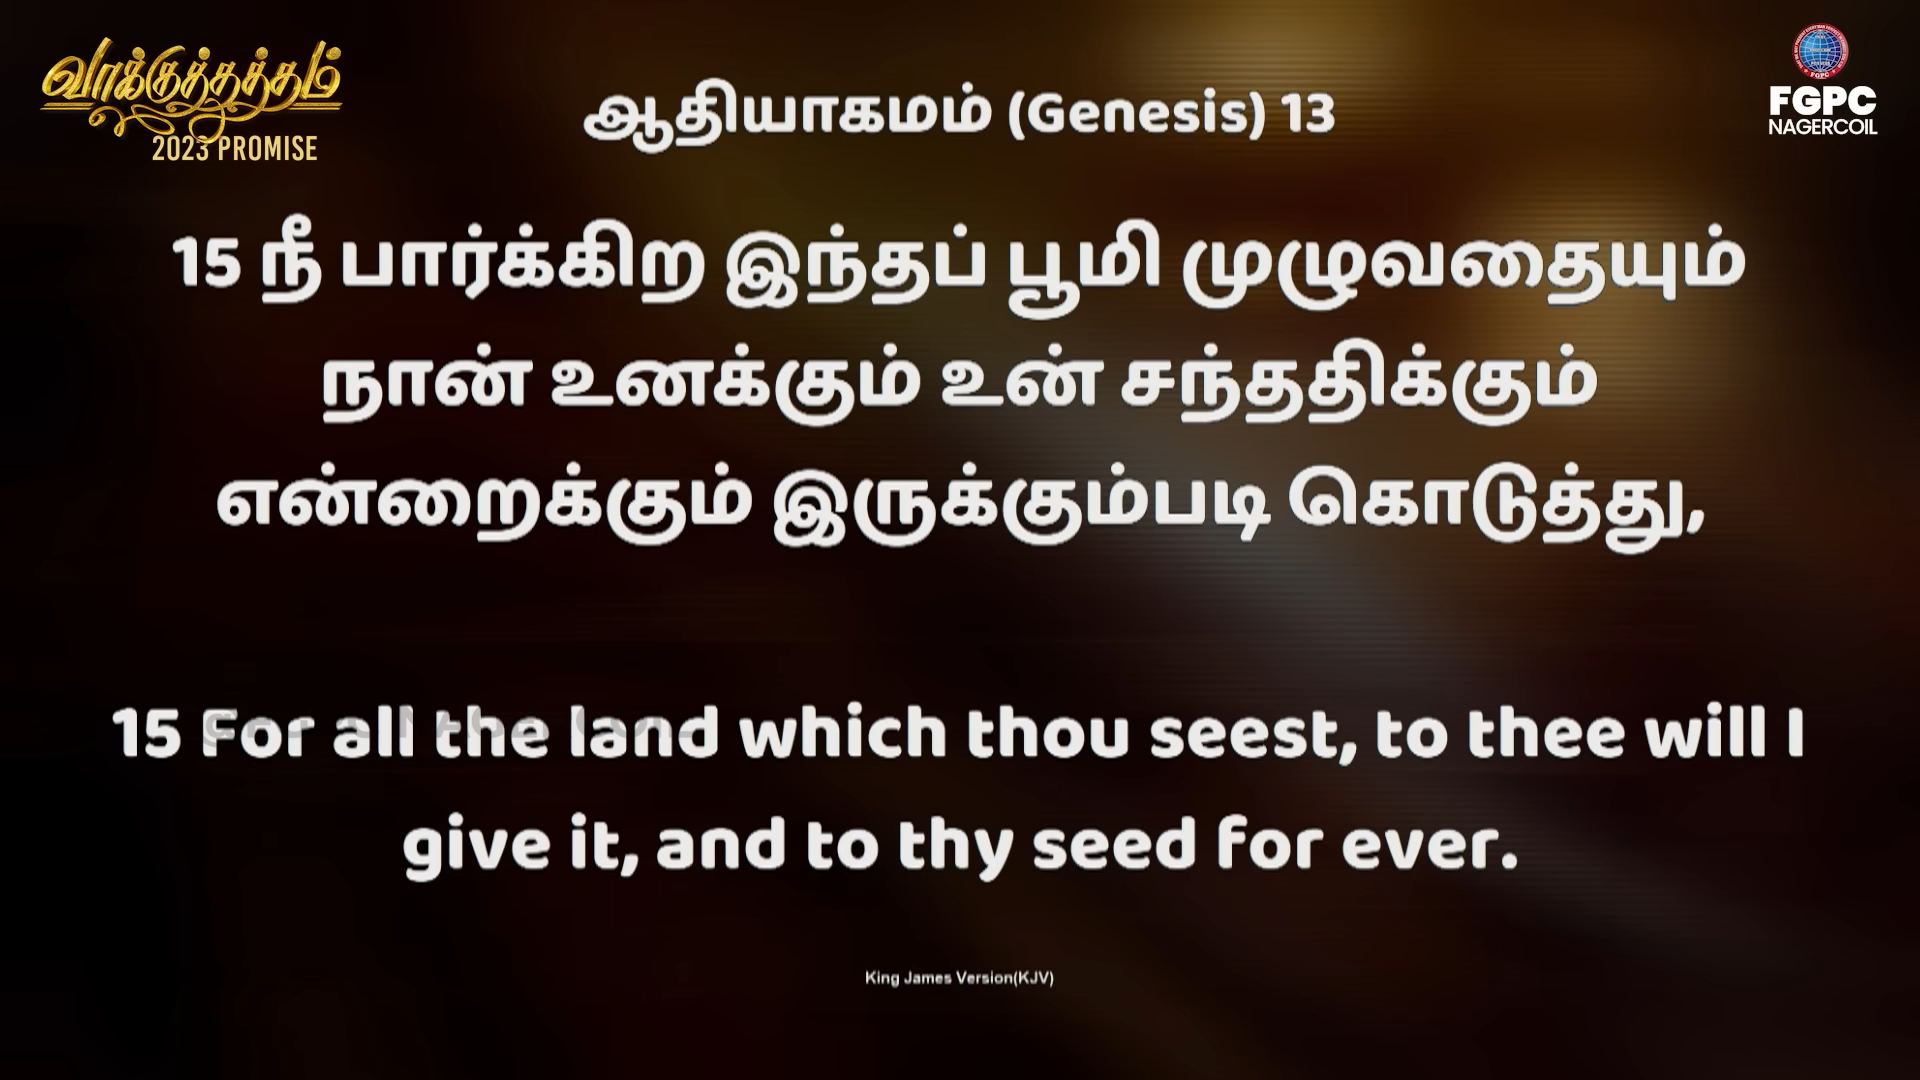 வாக்குத்தத்தம்
2023 PROMISE
ஆதியாகமம் (Genesis) 13
FGPC
FGPC
NAGERCOIL
15 நீ பார்க்கிற இந்தப் பூமி முழுவதையும்
நான் உனக்கும் உன் சந்ததிக்கும்
என்றைக்கும் இருக்கும்படி கொடுத்து,
15 For all the land which thou seest, to thee will I
give it, and to thy seed for ever.
King James Version(KJV)